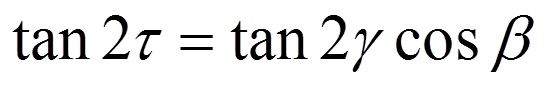 tan 2τ = tan 2γ cos β